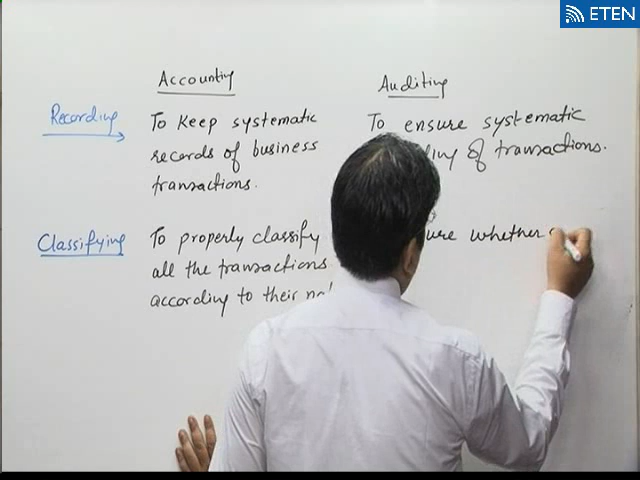 ETEN
Accounting
Auditing
Recording
To keep systematic
records of business
transactions.
To ensure systematic
of transactions.
Classifying
To properly classify
all the transactions
according to their
whether